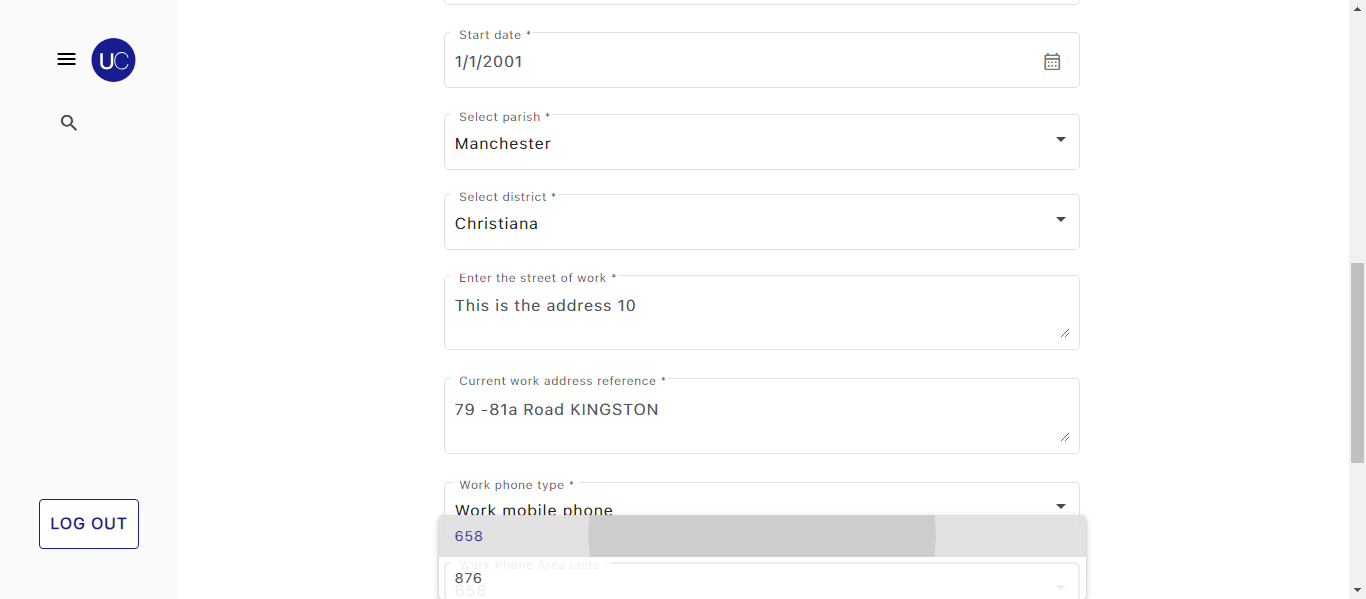 UC
LOG OUT
Start date *
1/1/2001
Select parish *
Manchester
Select district *
Christiana
Enter the street of work *
This is the address 10
Current work address reference *
79 -81a Road KINGSTON
Work phone type *
Work mobile phone
658
Work Phone Area code *
876
658